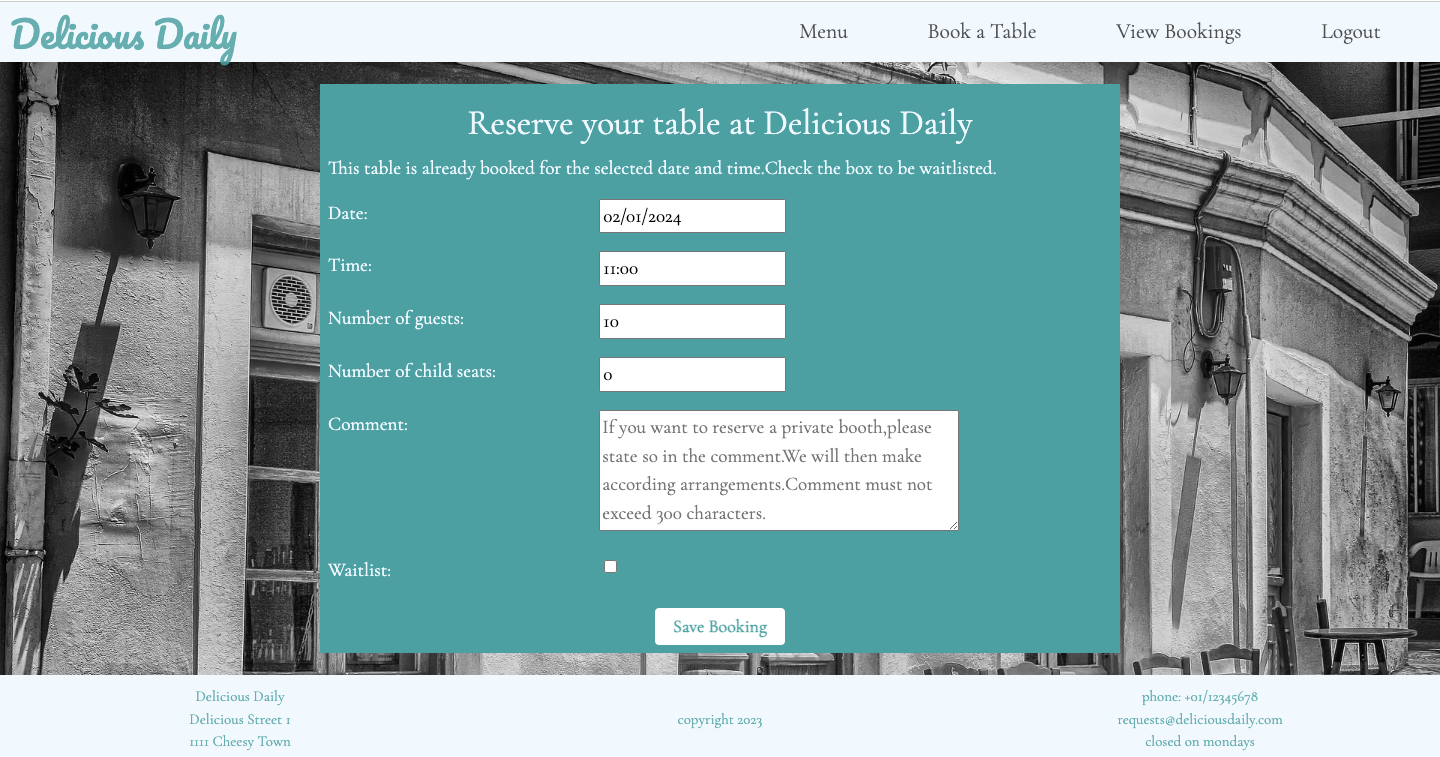 Delicious Daily
Menu
Book a Table
View Bookings
Logout
Reserve your table at Delicious Daily
This table is already booked for the selected date and time.Check the box to be waitlisted.
Date:
02/01/2024
Time:
11:00
Number of guests:
10
Number of child seats:
0
Comment:
If you want to reserve a private booth,please
state so in the comment.We will then make
according arrangements.Comment must not
exceed 300 characters.
Waitlist:
Save Booking
Delicious Daily
Delicious Street 1
1111 Cheesy Town
copyright 2023
phone: +01/12345678
requests@deliciousdaily.com
closed on mondays